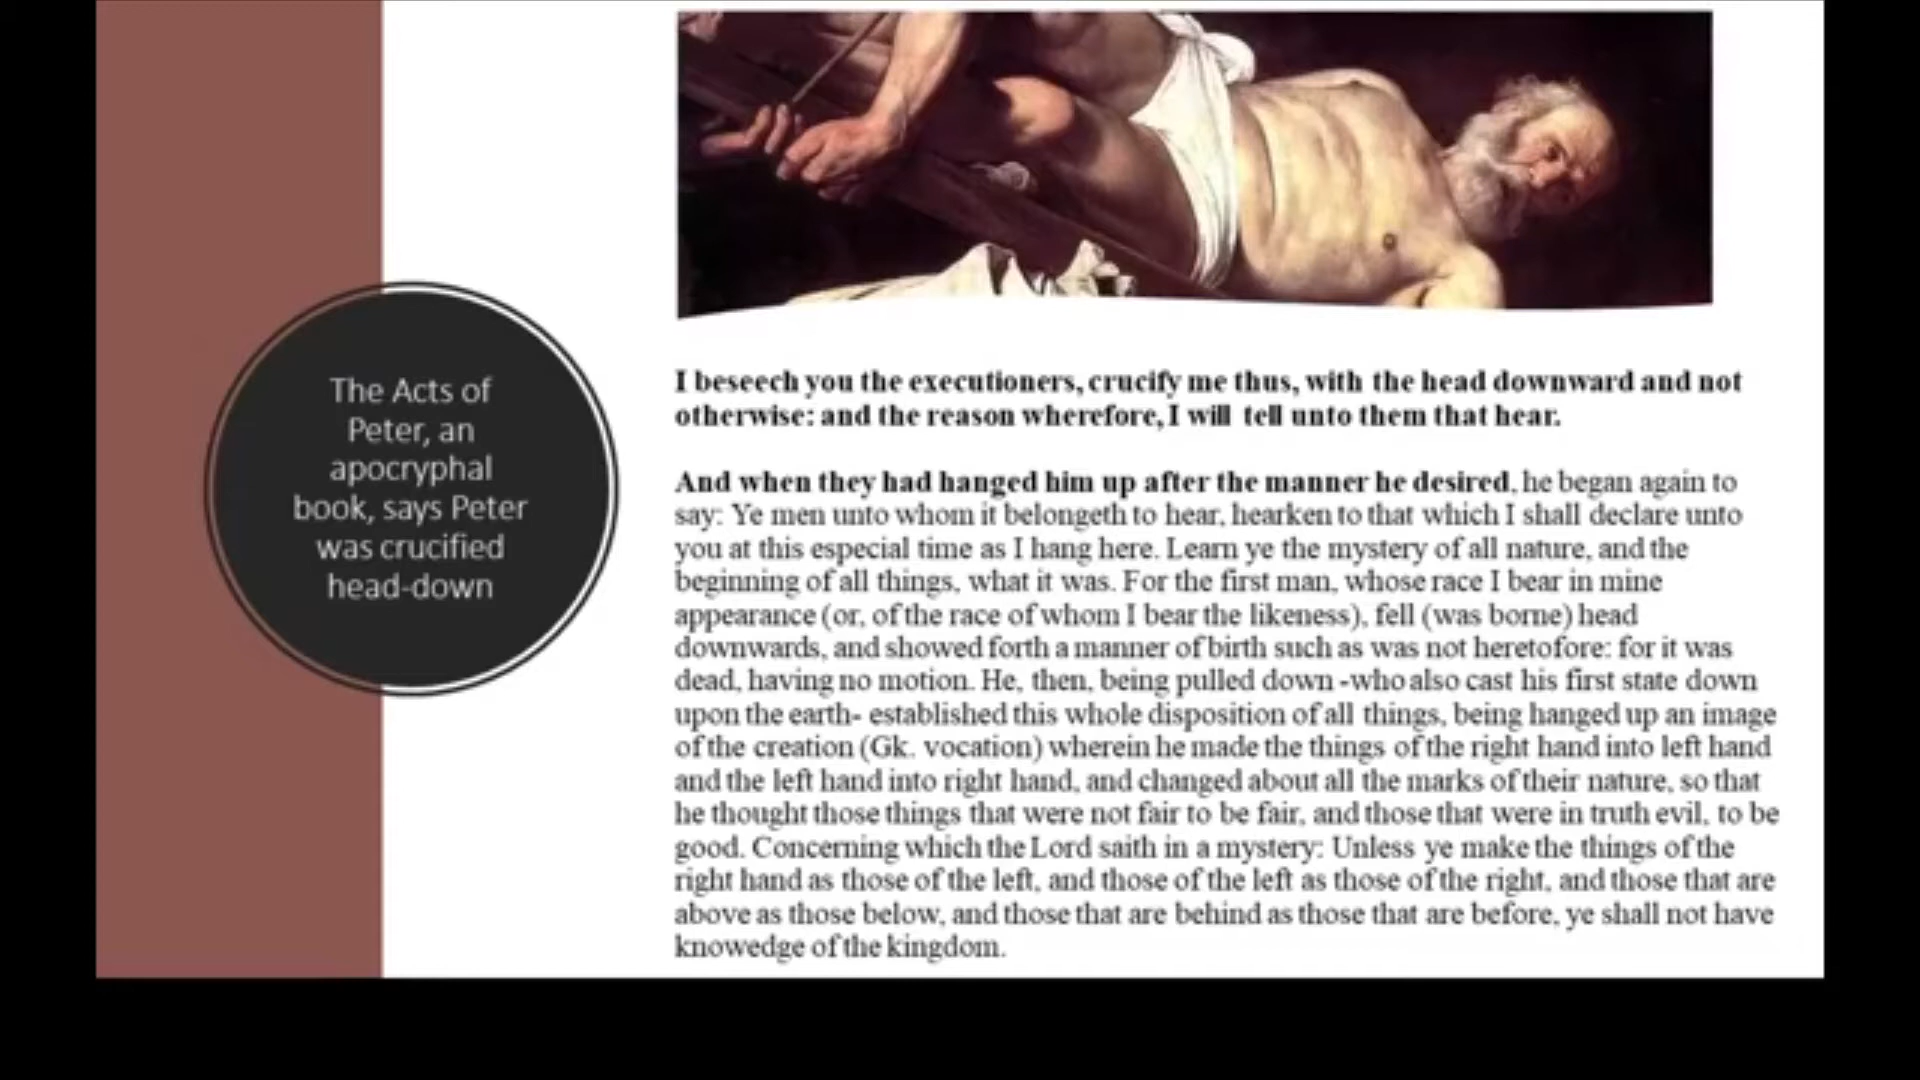 The Acts of
Peter, an
apocryphal
book, says Peter
was crucified
head-down
I beseech you the executioners, crucify me thus, with the head downward and not
otherwise: and the reason wherefore, I will tell unto them that hear.
And when they had hanged him up after the manner he desired, he began again to
say: Ye men unto whom it belongeth to hear, hearken to that which I shall declare unto
you at this especial time as I hang here. Learn ye the mystery of all nature, and the
beginning of all things, what it was. For the first man, whose race I bear in mine
appearance (or, of the race of whom I bear the likeness), fell (was borne) head
downwards, and showed forth a manner of birth such as was not heretofore: for it was
dead, having no motion. He, then, being pulled down -who also cast his first state down
upon the earth- established this whole disposition of all things, being hanged up an image
of the creation (Gk. vocation) wherein he made the things of the right hand into left hand
and the left hand into right hand, and changed about all the marks of their nature, so that
he thought those things that were not fair to be fair, and those that were in truth evil, to be
good. Concerning which the Lord saith in a mystery: Unless ye make the things of the
right hand as those of the left, and those of the left as those of the right, and those that are
above as those below, and those that are behind as those that are before, ye shall not have
knowedge of the kingdom.